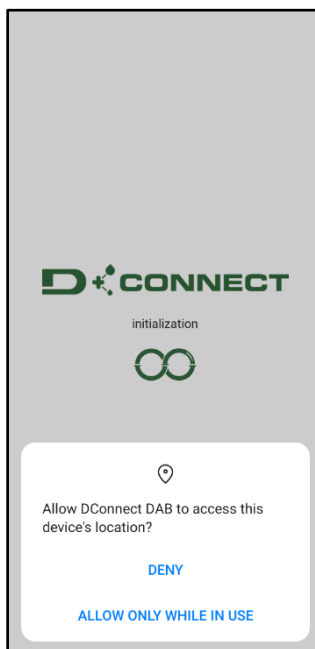 D CONNECT
initialization
Allow DConnect DAB to access this
device's location?
DENY
ALLOW ONLY WHILE IN USE